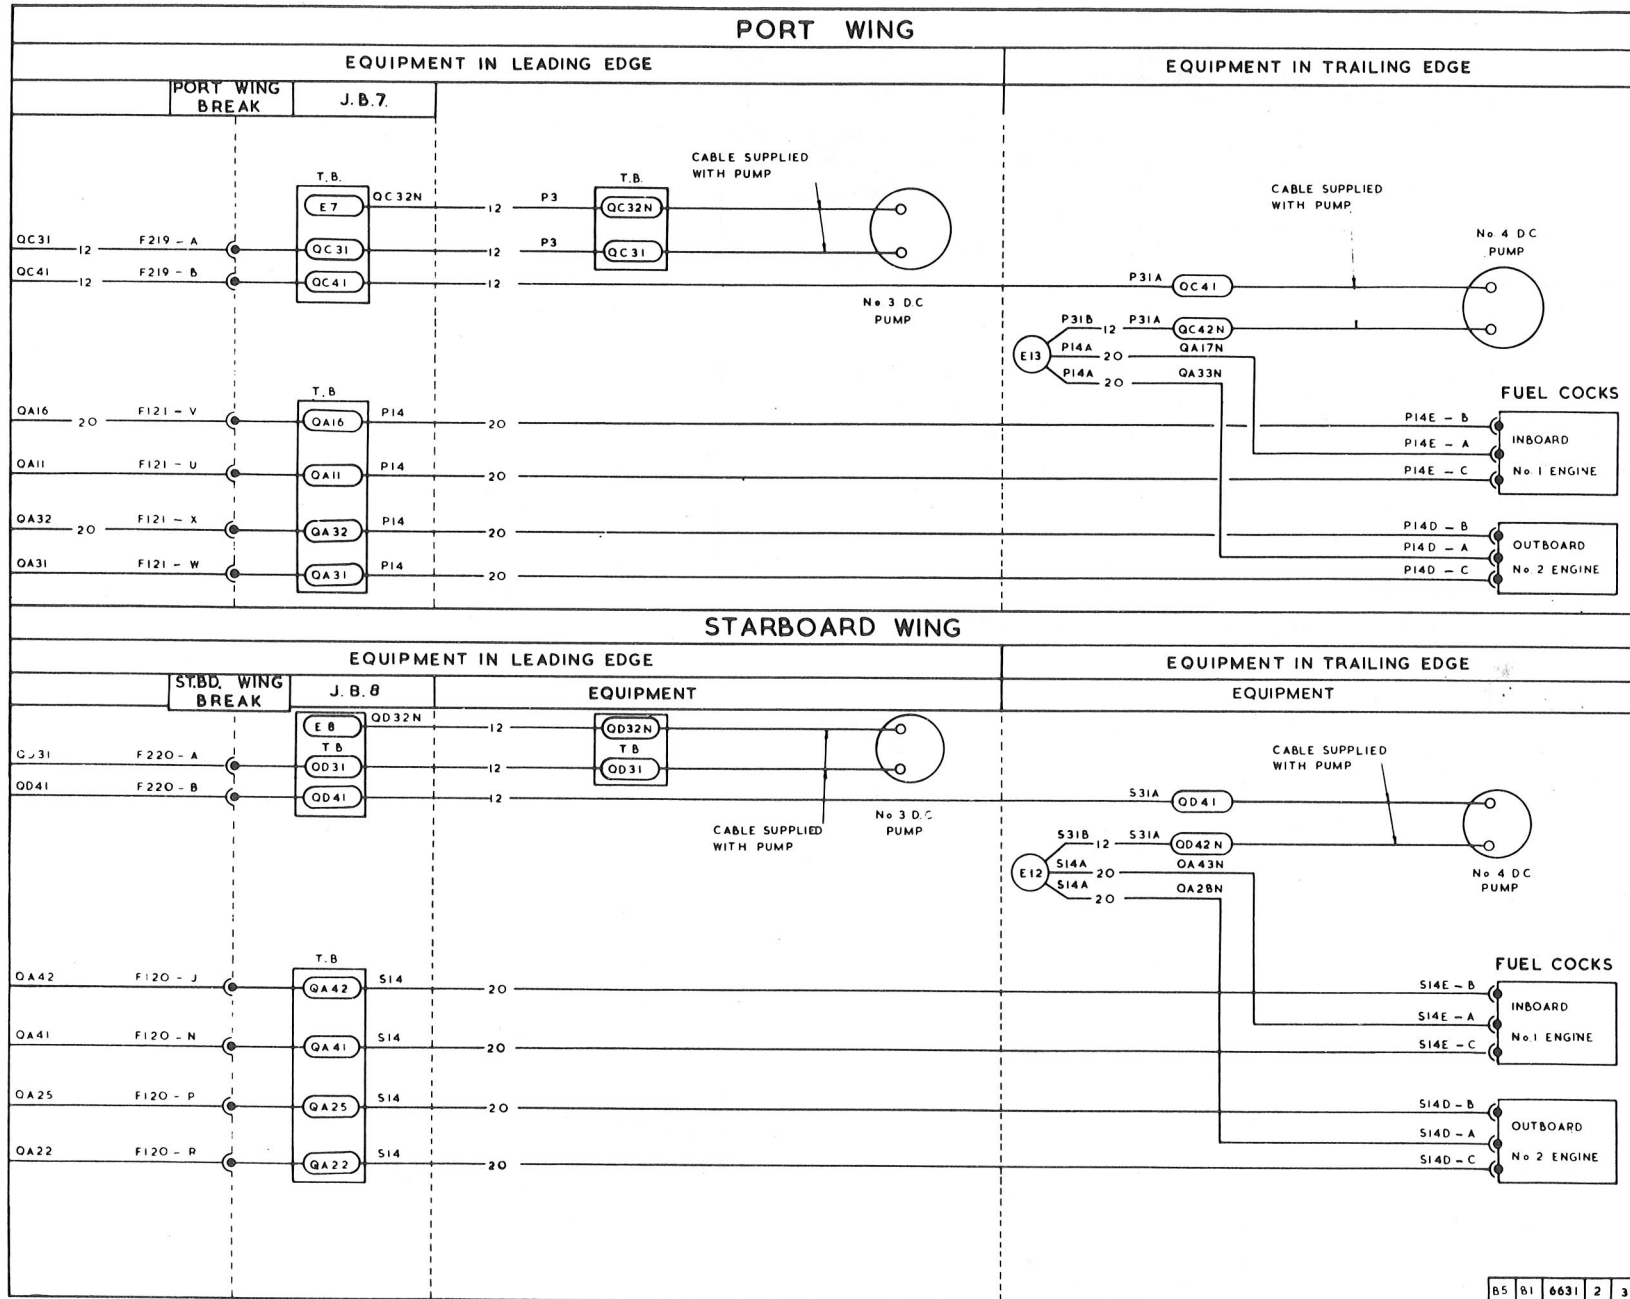 PORT WING
EQUIPMENT IN LEADING EDGE
EQUIPMENT IN TRAILING EDGE
PORT WING
BREAK
J.B.7.
CABLE SUPPLIED
WITH PUMP
T.B.
T.B.
E7
QC32N
12
P3
QC32N
CABLE SUPPLIED
WITH PUMP
QC31
12
F219 - A
QC31
12
P3
QC31
No 4 DC
PUMP
QC41
12
F219 - B
QC41
12
P31A
QC41
No 3 D.C
PUMP
P31B
12
P31A
QC42N
E13
P14A
20
QA17N
P14A
20
QA33N
FUEL COCKS
T.B
QA16
20
F121 - V
QA16
P14
20
P14E - B
INBOARD
P14E - A
QA11
F121 - U
QA11
P14
20
P14E - C
No. 1 ENGINE
QA32
20
F121 - X
QA32
P14
20
P14D - B
OUTBOARD
P14D - A
QA31
F121 - W
QA31
P14
20
P14D - C
No. 2 ENGINE
STARBOARD WING
EQUIPMENT IN LEADING EDGE
EQUIPMENT IN TRAILING EDGE
ST.BD. WING
BREAK
J.B.8
EQUIPMENT
EQUIPMENT
E8
QD32N
12
QD32N
T B
T B
CABLE SUPPLIED
WITH PUMP
F220 - A
QD31
12
QD31
QD41
F220 - B
QD41
12
S31A
QD41
No 3 D.C
PUMP
CABLE SUPPLIED
WITH PUMP
S31B
12
S31A
QD42N
E12
S14A
20
QA43N
No 4 DC
PUMP
S14A
20
QA28N
FUEL COCKS
T.B
QA42
F120 - J
QA42
S14
20
S14E - B
INBOARD
S14E - A
QA41
F120 - N
QA41
S14
20
S14E - C
No.1 ENGINE
QA25
F120 - P
QA25
S14
20
S14D - B
OUTBOARD
S14D - A
QA22
F120 - R
QA22
S14
20
S14D - C
No 2 ENGINE
B5 B1 6631 2 3